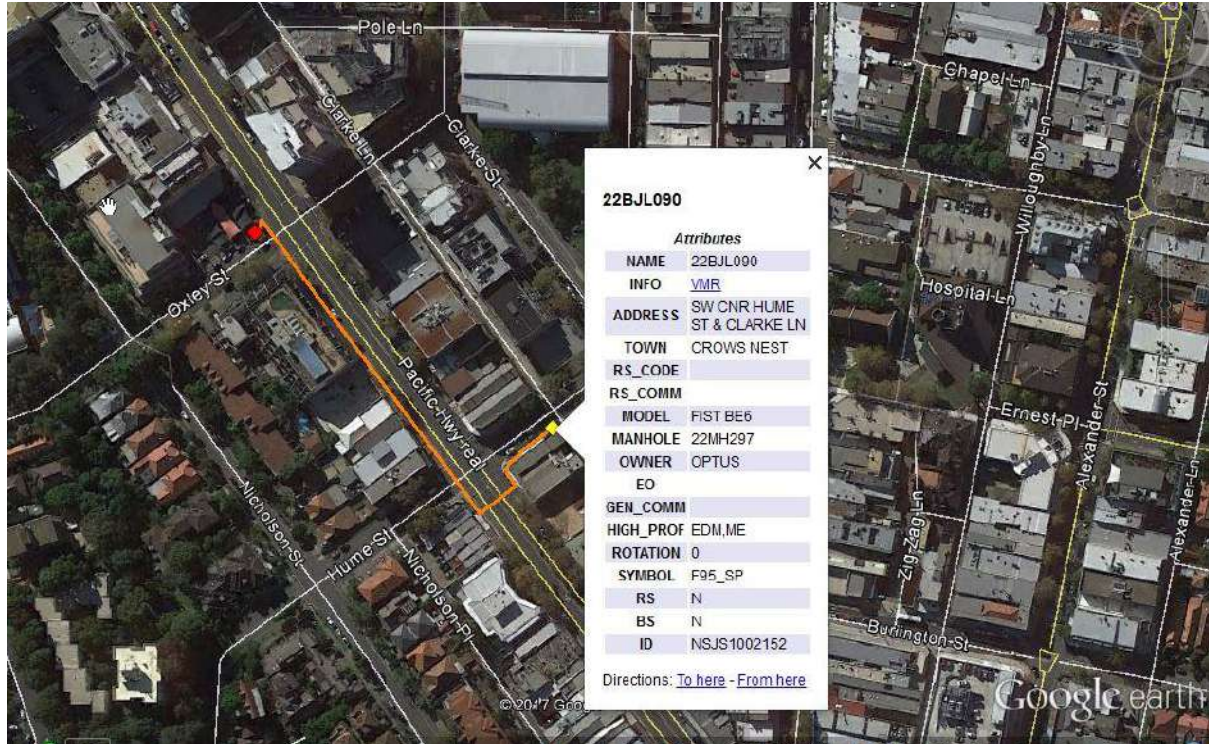 Pole Ln
Clarke Ln
Clarke St
Chapel Ln
Willoughby Ln
Oxley St
Hospital Ln
Pacific Hwy-real
Ernest Pl
Alexander St
Alexander Ln
Zig Zag Ln
Nicholson St
Hume St
Nicholson Pl
Burlington St
22BJL090
Attributes
NAME 22BJL090
INFO VMR
ADDRESS SW CNR HUME
ST & CLARKE LN
TOWN CROWS NEST
RS_CODE
RS_COMM
MODEL FIST BE6
MANHOLE 22MH297
OWNER OPTUS
EO
GEN_COMM
HIGH_PROF EDM,ME
ROTATION 0
SYMBOL F95_SP
RS N
BS N
ID NSJS1002152
Directions: To here - From here
© 2017 Goo
Google earth